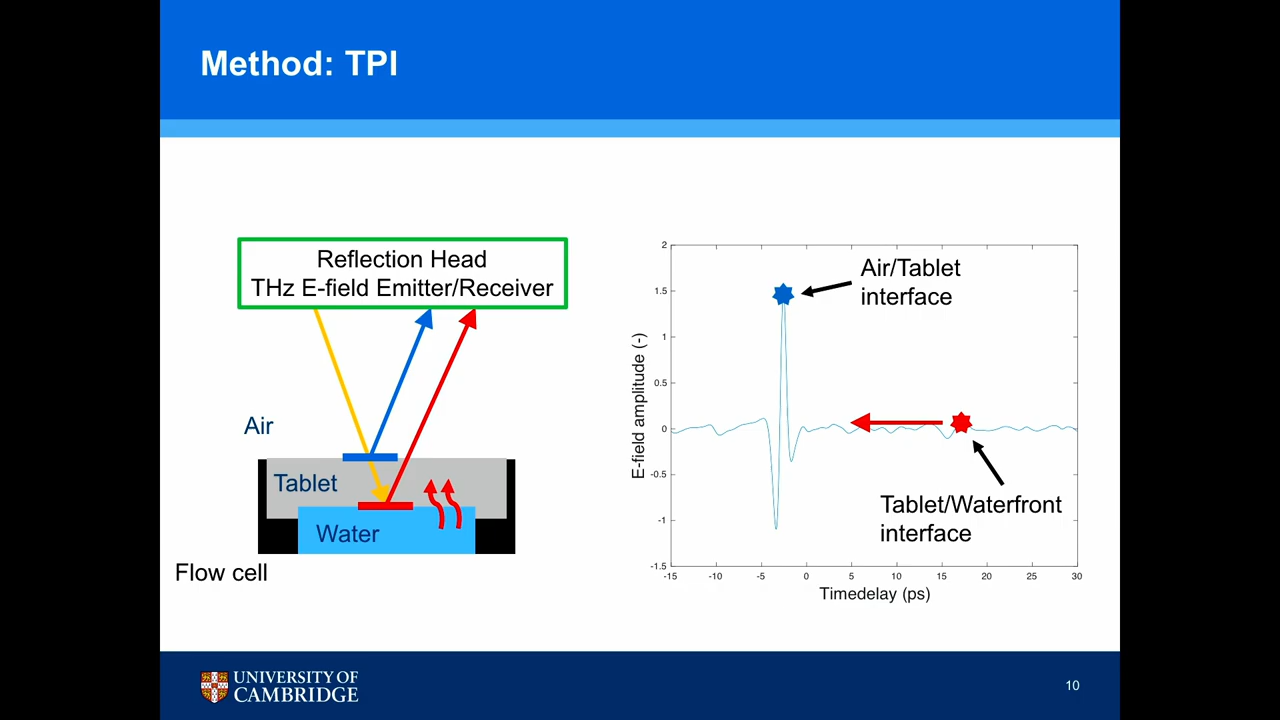 Method: TPI
Reflection Head
THz E-field Emitter/Receiver
Air
Tablet
Water
Flow cell
2
1.5
1
0.5
0
-0.5
-1
-1.5
E-field amplitude (-)
-15 -10 -5 0 5 10 15 20 25 30
Timedelay (ps)
Air/Tablet
interface
Tablet/Waterfront
interface
UNIVERSITY OF
CAMBRIDGE
10